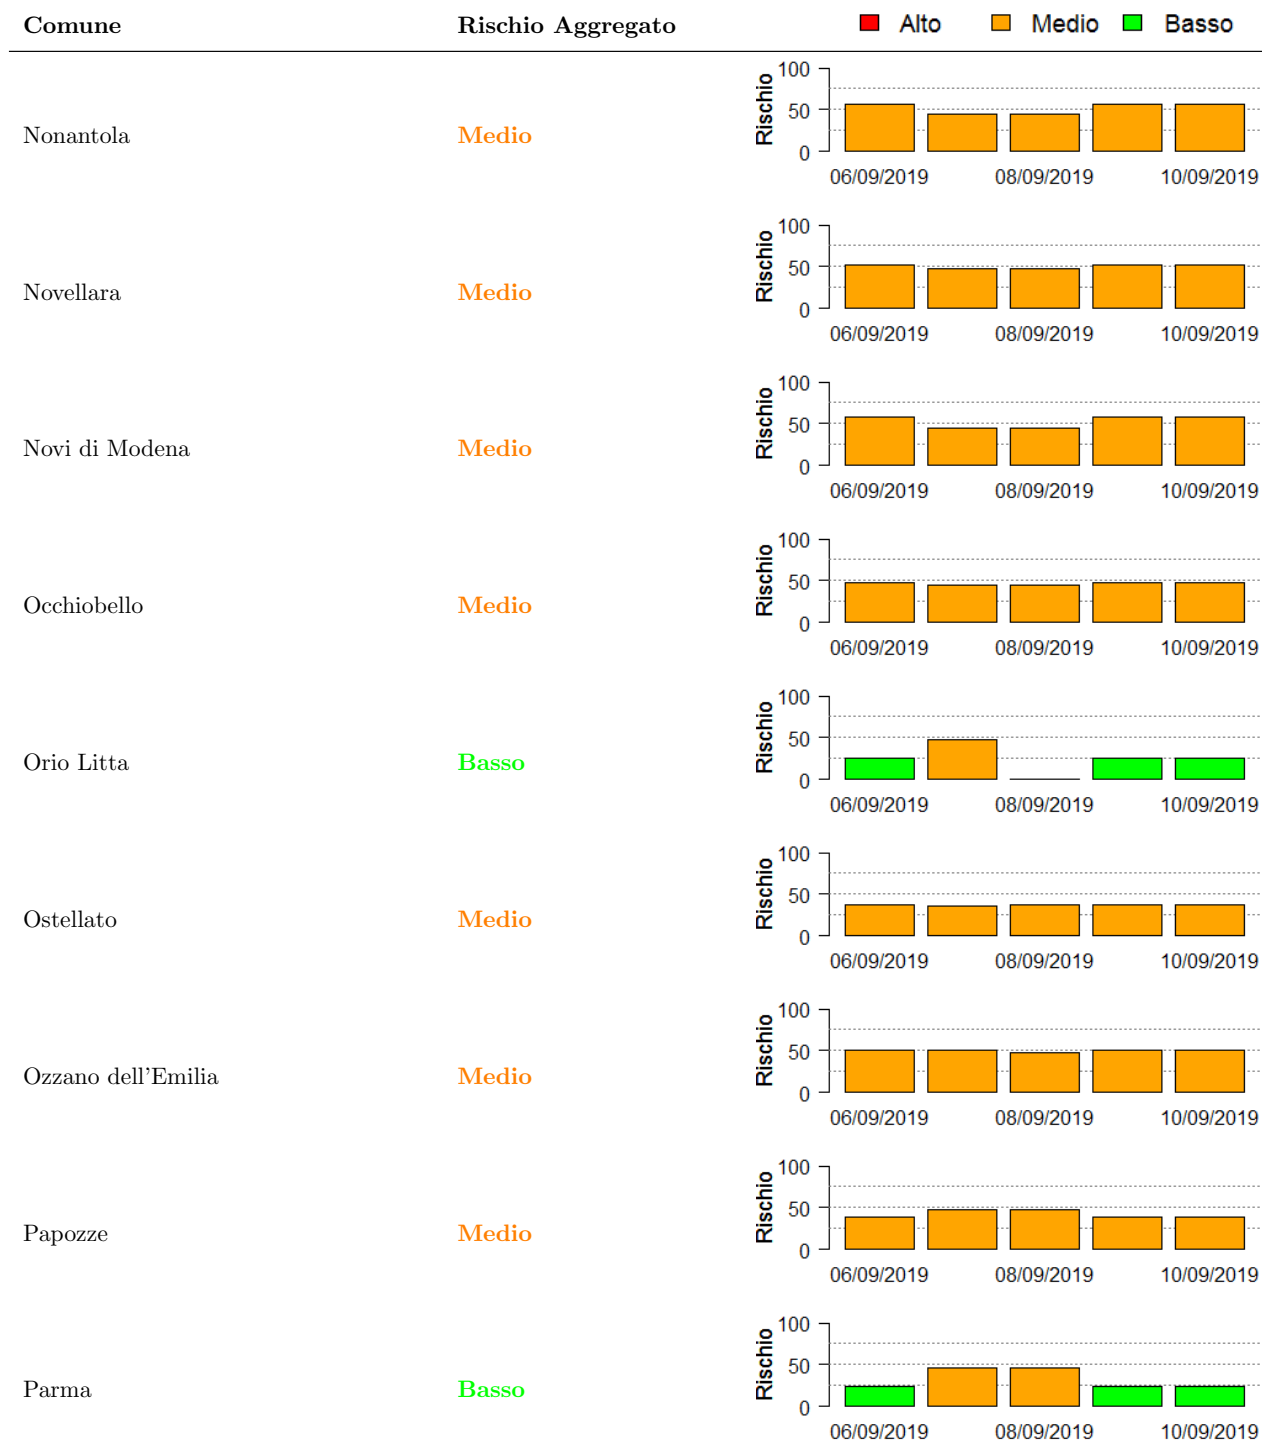 Comune Rischio Aggregato Alto Medio Basso
Nonantola Medio Rischio 100 50 0 06/09/2019 08/09/2019 10/09/2019
Novellara Medio Rischio 100 50 0 06/09/2019 08/09/2019 10/09/2019
Novi di Modena Medio Rischio 100 50 0 06/09/2019 08/09/2019 10/09/2019
Occhiobello Medio Rischio 100 50 0 06/09/2019 08/09/2019 10/09/2019
Orio Litta Basso Rischio 100 50 0 06/09/2019 08/09/2019 10/09/2019
Ostellato Medio Rischio 100 50 0 06/09/2019 08/09/2019 10/09/2019
Ozzano dell'Emilia Medio Rischio 100 50 0 06/09/2019 08/09/2019 10/09/2019
Papozze Medio Rischio 100 50 0 06/09/2019 08/09/2019 10/09/2019
Parma Basso Rischio 100 50 0 06/09/2019 08/09/2019 10/09/2019